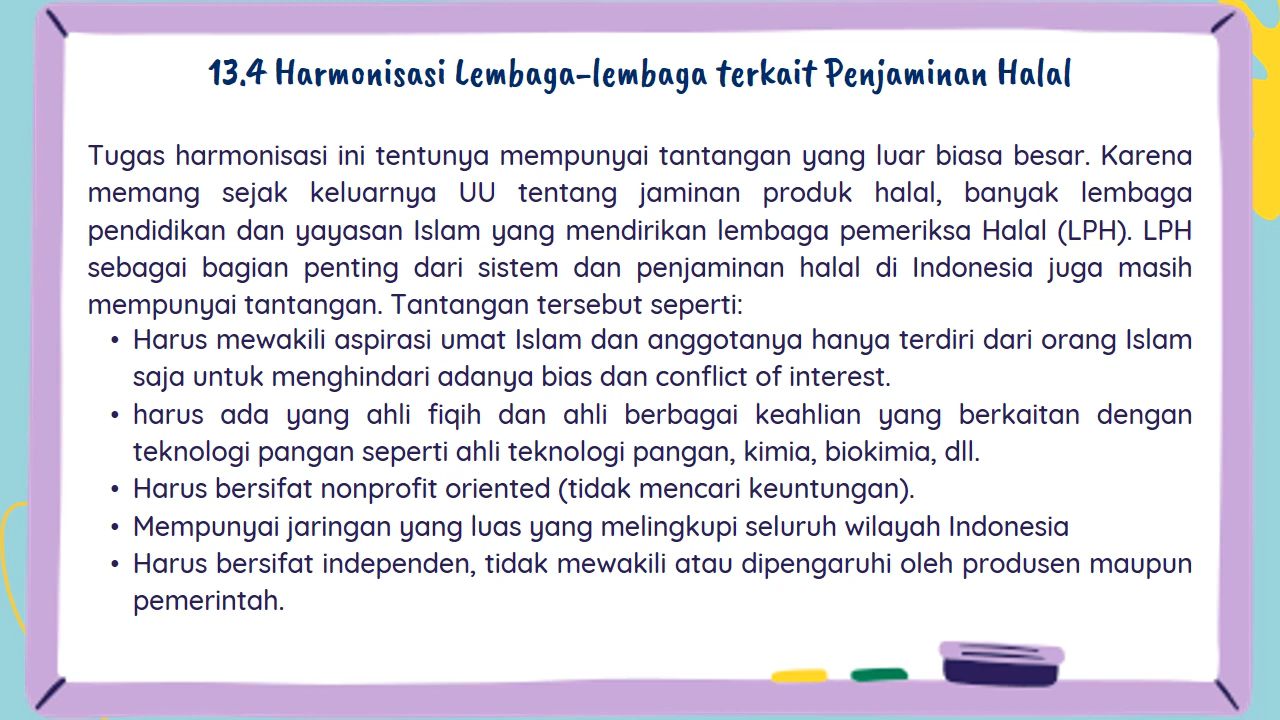 13.4 Harmonisasi Lembaga-lembaga terkait Penjaminan Halal
Tugas harmonisasi ini tentunya mempunyai tantangan yang luar biasa besar. Karena
memang sejak keluarnya UU tentang jaminan produk halal, banyak lembaga
pendidikan dan yayasan Islam yang mendirikan lembaga pemeriksa Halal (LPH). LPH
sebagai bagian penting dari sistem dan penjaminan halal di Indonesia juga masih
mempunyai tantangan. Tantangan tersebut seperti:
• Harus mewakili aspirasi umat Islam dan anggotanya hanya terdiri dari orang Islam
saja untuk menghindari adanya bias dan conflict of interest.
• harus ada yang ahli fiqih dan ahli berbagai keahlian yang berkaitan dengan
teknologi pangan seperti ahli teknologi pangan, kimia, biokimia, dll.
• Harus bersifat nonprofit oriented (tidak mencari keuntungan).
• Mempunyai jaringan yang luas yang melingkupi seluruh wilayah Indonesia
• Harus bersifat independen, tidak mewakili atau dipengaruhi oleh produsen maupun
pemerintah.